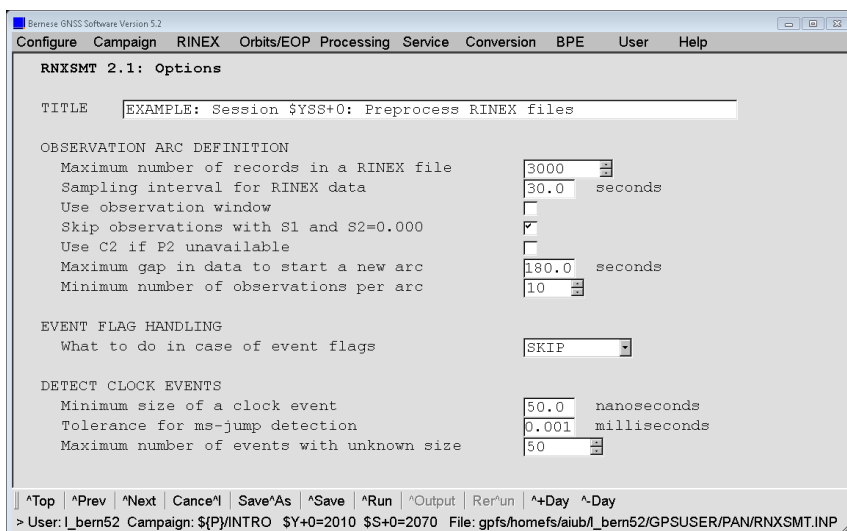 Bernese GNSS Software Version 5.2
Configure Campaign RINEX Orbits/EOP Processing Service Conversion BPE User Help
RNXSMT 2.1: Options
TITLE EXAMPLE: Session $YSS+0: Preprocess RINEX files
OBSERVATION ARC DEFINITION
Maximum number of records in a RINEX file 3000
Sampling interval for RINEX data 30.0 seconds
Use observation window
Skip observations with S1 and S2=0.000
Use C2 if P2 unavailable
Maximum gap in data to start a new arc 180.0 seconds
Minimum number of observations per arc 10
EVENT FLAG HANDLING
What to do in case of event flags SKIP
DETECT CLOCK EVENTS
Minimum size of a clock event 50.0 nanoseconds
Tolerance for ms-jump detection 0.001 milliseconds
Maximum number of events with unknown size 50
^Top | ^Prev | ^Next | Cance^l | Save^As | ^Save | ^Run | ^Output | Rer^un | ^+Day ^-Day
> User: l_bern52 Campaign: ${P}/INTRO $Y+0=2010 $S+0=2070 File: gpfs/homefs/aiub/l_bern52/GPSUSER/PAN/RNXSMT.INP